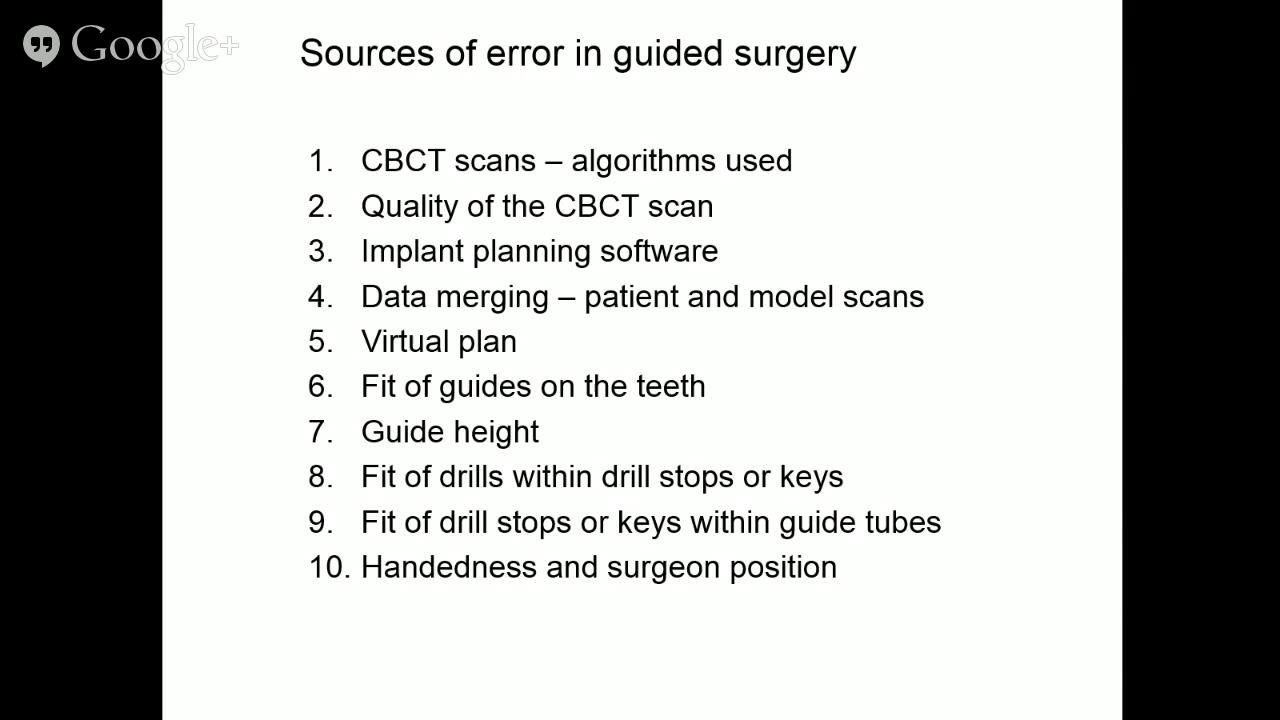 Google+
Sources of error in guided surgery
1. CBCT scans – algorithms used
2. Quality of the CBCT scan
3. Implant planning software
4. Data merging – patient and model scans
5. Virtual plan
6. Fit of guides on the teeth
7. Guide height
8. Fit of drills within drill stops or keys
9. Fit of drill stops or keys within guide tubes
10. Handedness and surgeon position